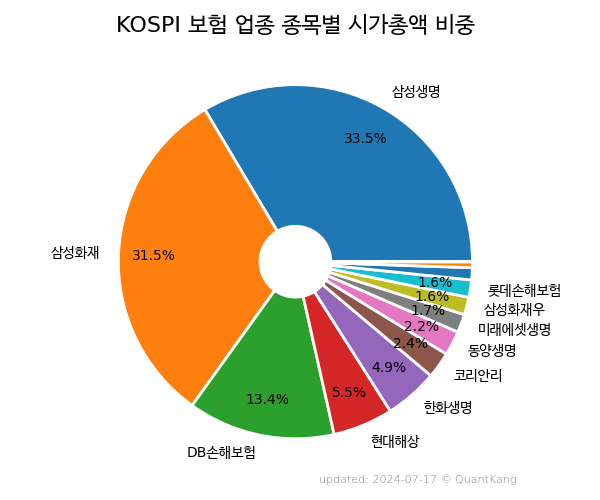 KOSPI 보험 업종 종목별 시가총액 비중
삼성생명
33.5%
삼성화재
31.5%
DB손해보험
13.4%
현대해상
5.5%
한화생명
4.9%
코리안리
2.4%
동양생명
2.2%
미래에셋생명
1.7%
삼성화재우
1.6%
롯데손해보험
1.6%
updated: 2024-07-17 © QuantKang